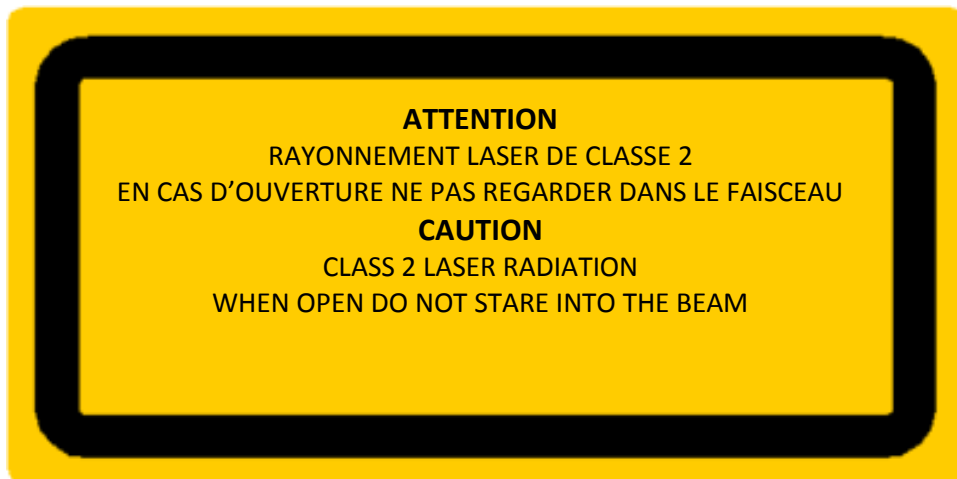 ATTENTION
RAYONNEMENT LASER DE CLASSE 2
EN CAS D’OUVERTURE NE PAS REGARDER DANS LE FAISCEAU
CAUTION
CLASS 2 LASER RADIATION
WHEN OPEN DO NOT STARE INTO THE BEAM